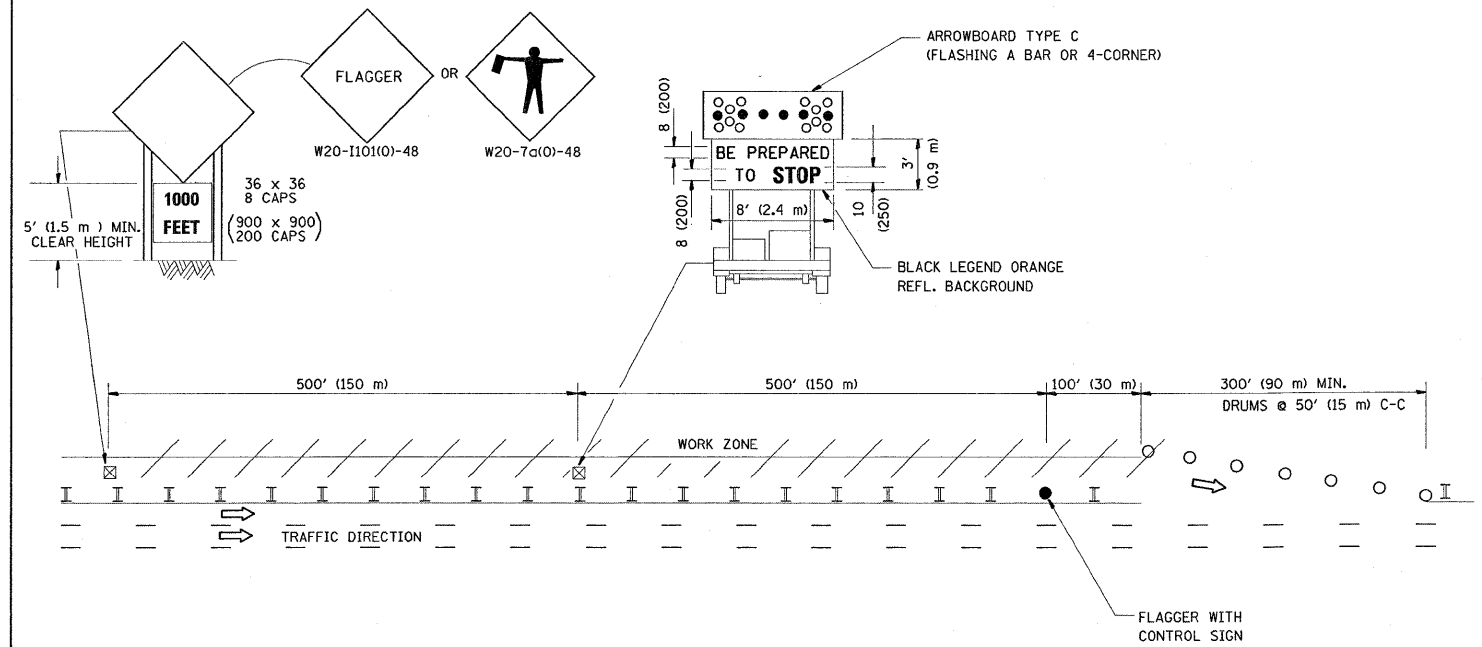 ARROWBOARD TYPE C
(FLASHING A BAR OR 4-CORNER)
FLAGGER
OR
W20-I101(O)-48
W20-7a(O)-48
8 (200)
BE PREPARED
TO STOP
3'
(0.9 m)
8 (200)
8' (2.4 m)
10
(250)
1000
FEET
36 x 36
8 CAPS
(900 x 900)
(200 CAPS)
5' (1.5 m ) MIN.
CLEAR HEIGHT
BLACK LEGEND ORANGE
REFL. BACKGROUND
500' (150 m)
500' (150 m)
100' (30 m)
300' (90 m) MIN.
DRUMS @ 50' (15 m) C-C
WORK ZONE
TRAFFIC DIRECTION
FLAGGER WITH
CONTROL SIGN